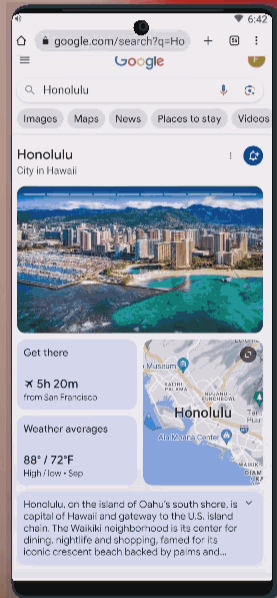 6:42
google.com/search?q=Ho
Google
Honolulu
Images
Maps
News
Places to stay
Videos
Honolulu
City in Hawaii
Get there
5h 20m
from San Francisco
Weather averages
88° / 72°F
High / low • Sep
Museum
Honolulu
Ala Moana Center
Honolulu, on the island of Oahu's south shore, is
capital of Hawaii and gateway to the U.S. island
chain. The Waikiki neighborhood is its center for
dining, nightlife and shopping, famed for its
iconic crescent beach backed by palms and...